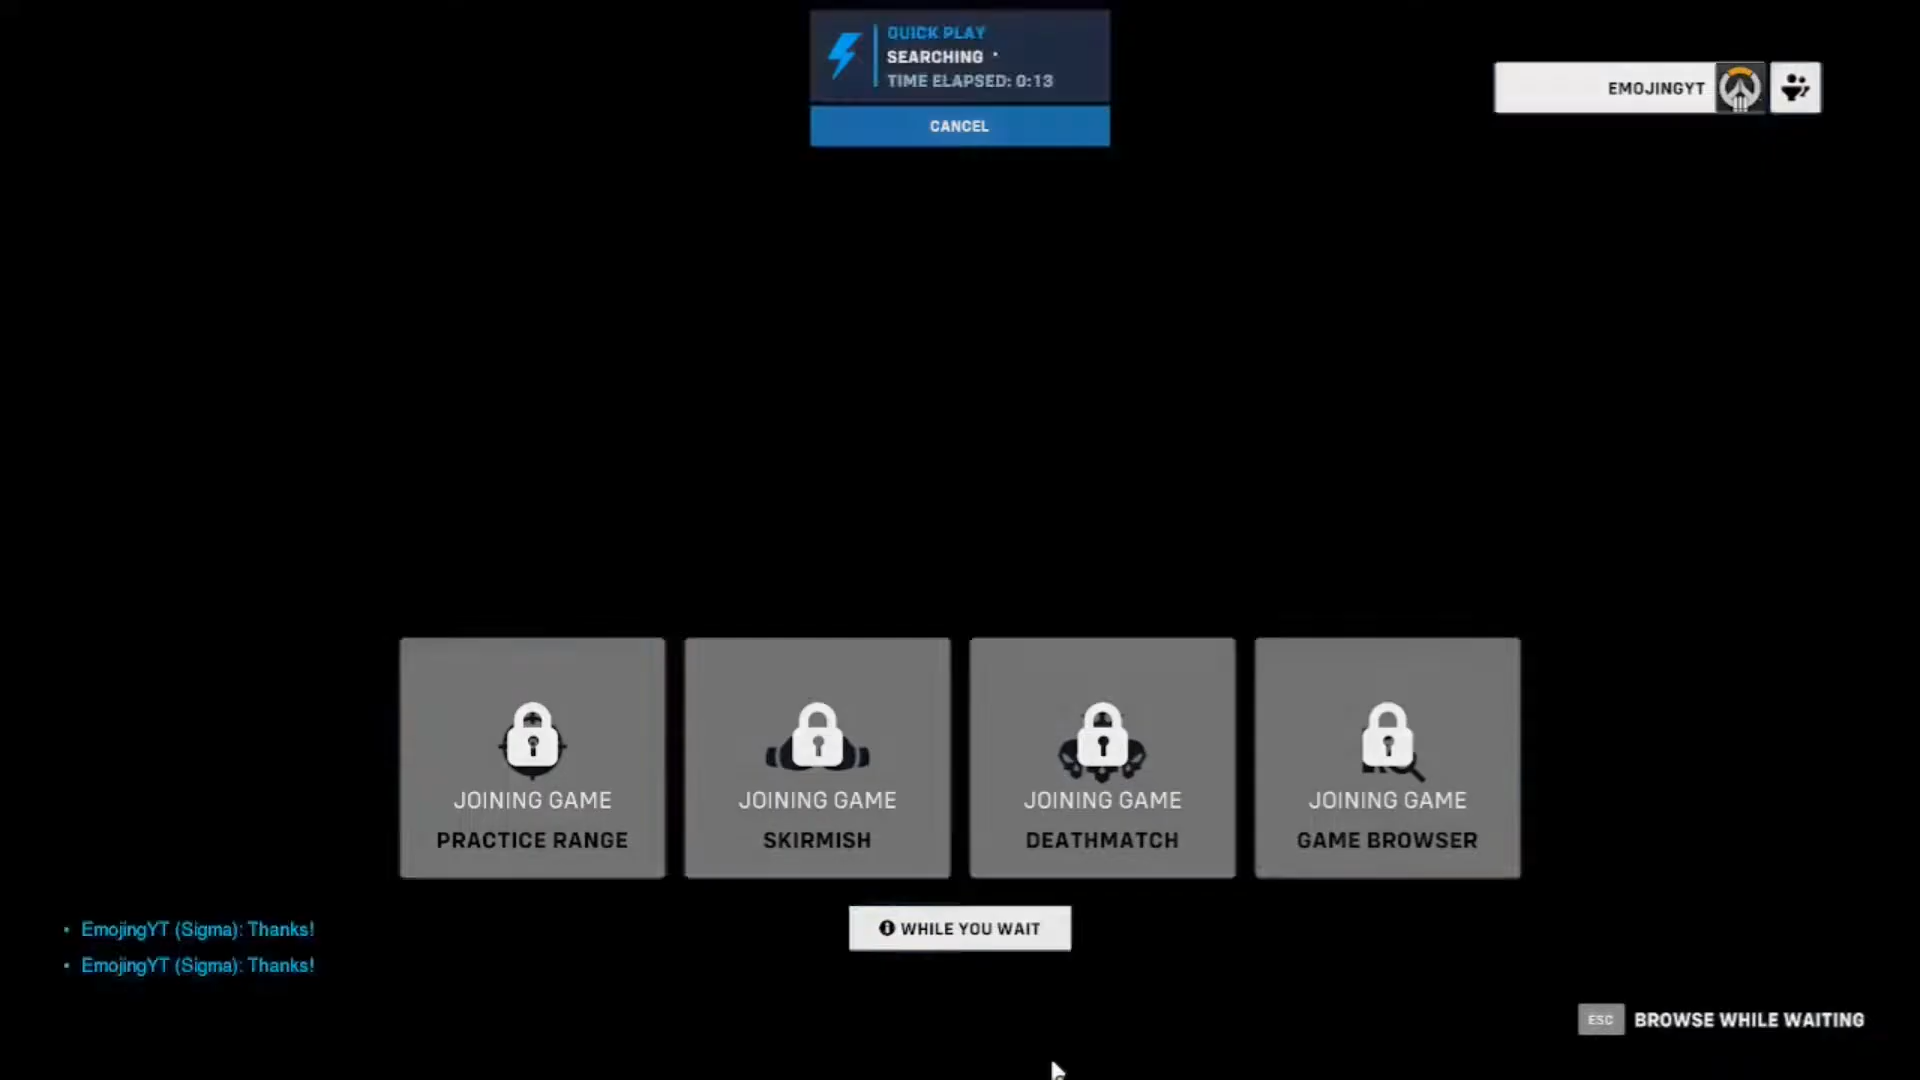 QUICK PLAY
SEARCHING
TIME ELAPSED: 0:13
CANCEL
EMOJINGYT
JOINING GAME
PRACTICE RANGE
JOINING GAME
SKIRMISH
JOINING GAME
DEATHMATCH
JOINING GAME
GAME BROWSER
WHILE YOU WAIT
EmojingYT (Sigma): Thanks!
EmojingYT (Sigma): Thanks!
ESC BROWSE WHILE WAITING